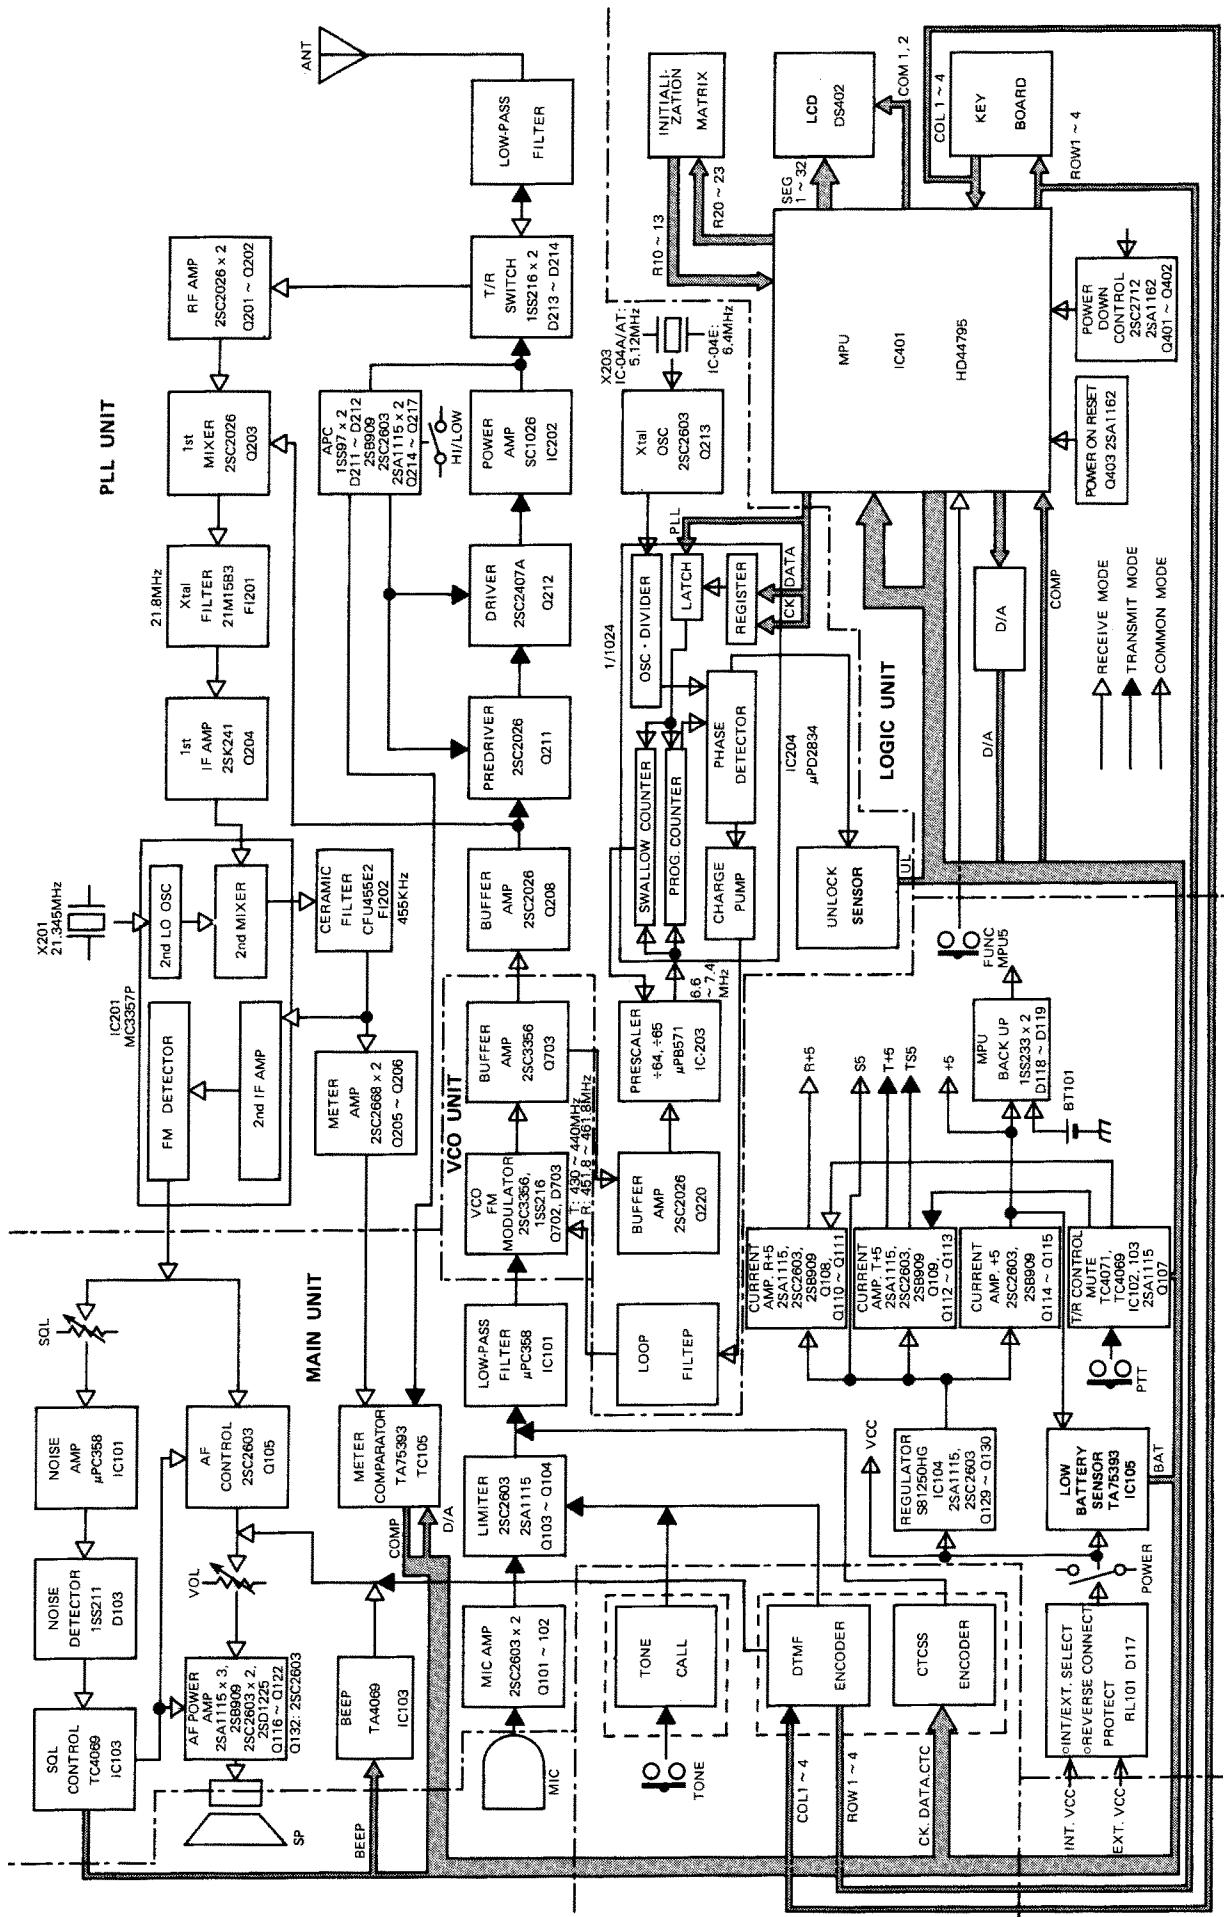 ANT
LOW-PASS
FILTER
T/R
SWITCH
1SS216 x 2
D213 ~ D214
RF AMP
2SC2026 x 2
Q201 ~ Q202
PLL UNIT
1st
MIXER
2SC2026
Q203
21.8MHz
Xtal
FILTER
21M15B3
FI201
1st
IF AMP
2SK241
Q204
X201
21.345MHz
IC201
MC3357P
2nd LO OSC
2nd MIXER
FM DETECTOR
2nd IF AMP
CERAMIC
FILTER
CFU455E2
FI202
455KHz
METER
AMP
2SC2668 x 2
Q205 ~ Q206
APC
1SS97 x 2
D211 ~ D212
2SB909
2SC2603
2SA1115 x 2
Q214 ~ Q217
HI/LOW
POWER
AMP
SC1026
IC202
DRIVER
2SC2407A
Q212
PREDRIVER
2SC2026
Q211
BUFFER
AMP
2SC2026
Q208
VCO UNIT
BUFFER
AMP
2SC3356
Q703
VCO
FM
MODULATOR
2SC3356,
1SS216
Q702, D703
T: 430 ~ 440MHz
R: 451.8 ~ 461.8MHz
BUFFER
AMP
2SC2026
Q220
PRESCALER
÷64, ÷65
μPB571
IC-203
6.6
~ 7.4
MHz
LOOP
FILTEP
X203
IC-04A/AT:
5.12MHz
IC-04E:
6.4MHz
Xtal
OSC
2SC2603
Q213
1/1024
OSC·DIVIDER
LATCH
REGISTER
PLL
CK
DATA
SWALLOW COUNTER
PROG. COUNTER
PHASE
DETECTOR
CHARGE
PUMP
IC204
μPD2834
UNLOCK
SENSOR
UL
LOGIC UNIT
INITIALI-
ZATION
MATRIX
R10 ~ 13
R20 ~ 23
LCD
DS402
SEG
1 ~ 32
COM 1, 2
KEY
BOARD
COL 1 ~ 4
ROW1 ~ 4
MPU
IC401
HD44795
POWER
DOWN
CONTROL
2SC2712
2SA1162
Q401 ~ Q402
POWER ON RESET
Q403 2SA1162
D/A
D/A
COMP
RECEIVE MODE
TRANSMIT MODE
COMMON MODE
FUNC
MPU5
MPU
BACK UP
1SS233 x 2
D118 ~ D119
BT101
R+5
S5
T+5
TS5
+5
CURRENT
AMP. R+5
2SA1115,
2SC2603,
2SB909
Q108,
Q110 ~ Q111
CURRENT
AMP. T+5
2SA1115,
2SC2603,
2SB909
Q109,
Q112 ~ Q113
CURRENT
AMP. +5
2SC2603,
2SB909
Q114 ~ Q115
T/R CONTROL
MUTE
TC4071,
TC4069
IC102, 103
2SA1115
Q107
PTT
MAIN UNIT
SQL
NOISE
AMP
μPC358
IC101
NOISE
DETECTOR
1SS211
D103
SQL
CONTROL
TC4069
IC103
AF
CONTROL
2SC2603
Q105
VOL
AF POWER
AMP
2SA1115 x 3,
2SB909
2SC2603 x 2,
2SD1225
Q116 ~ Q122
Q132: 2SC2603
SP
METER
COMPARATOR
TA75393
TC105
COMP
D/A
BEEP
TA4069
IC103
BEEP
LOW-PASS
FILTER
μPC358
IC101
LIMITER
2SC2603
2SA1115
Q103 ~ Q104
MIC AMP
2SC2603 x 2
Q101 ~ 102
MIC
TONE
CALL
TONE
DTMF
ENCODER
COL1 ~ 4
ROW 1 ~ 4
CTCSS
ENCODER
CK. DATA.CTC
VCC
REGULATOR
S81250HG
IC104
2SA1115,
2SC2603
Q129 ~ Q130
LOW
BATTERY
SENSOR
TA75393
IC105
BAT
POWER
INT/EXT. SELECT
REVERSE CONNECT
PROTECT
RL101 D117
INT. VCC
EXT. VCC